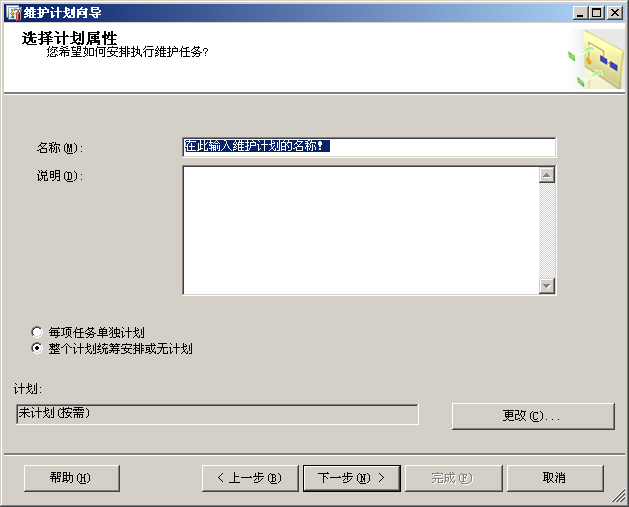 维护计划向导
选择计划属性
您希望如何安排执行维护任务?
名称(M):
在此输入维护计划的名称!
说明(D):
每项任务单独计划
整个计划统筹安排或无计划
计划:
未计划(按需)
更改(C)...
帮助(H)
< 上一步(B)
下一步(N) >
完成(F)
取消